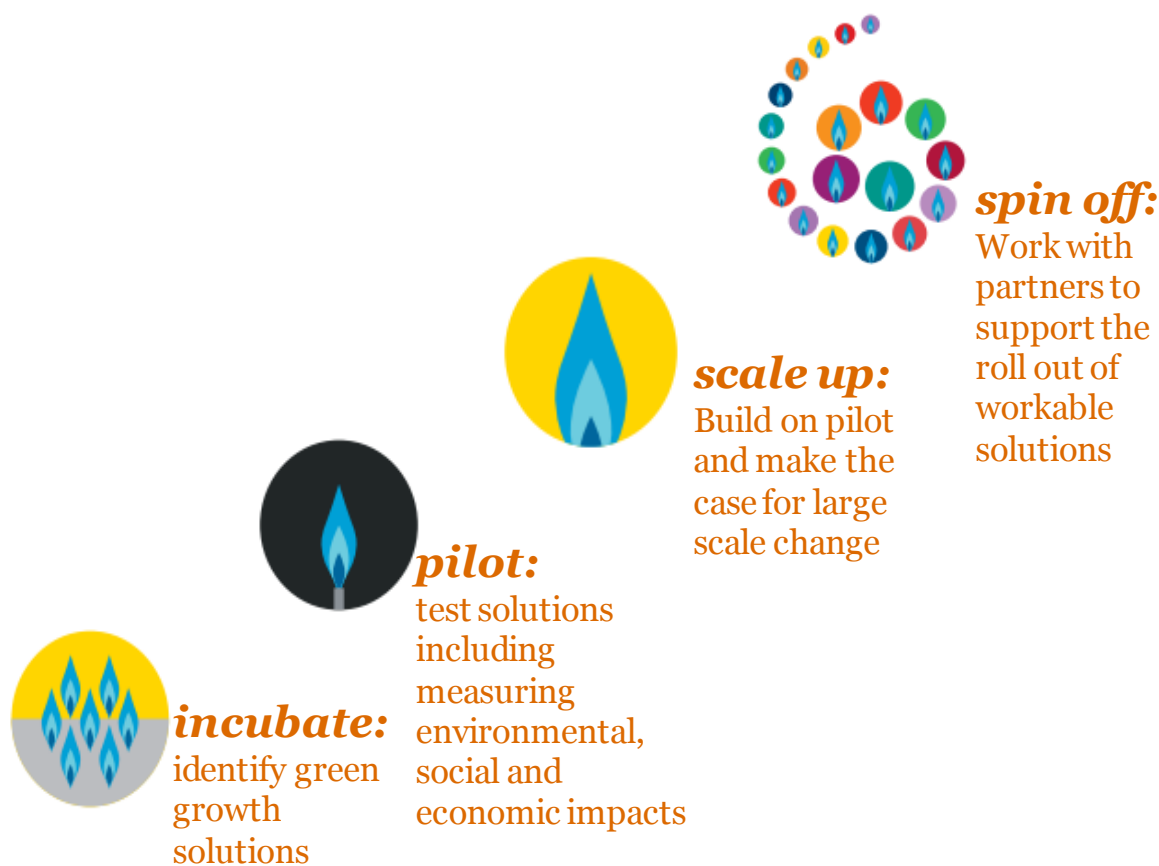 incubate:
identify green
growth
solutions
pilot:
test solutions
including
measuring
environmental,
social and
economic impacts
scale up:
Build on pilot
and make the
case for large
scale change
spin off:
Work with
partners to
support the
roll out of
workable
solutions